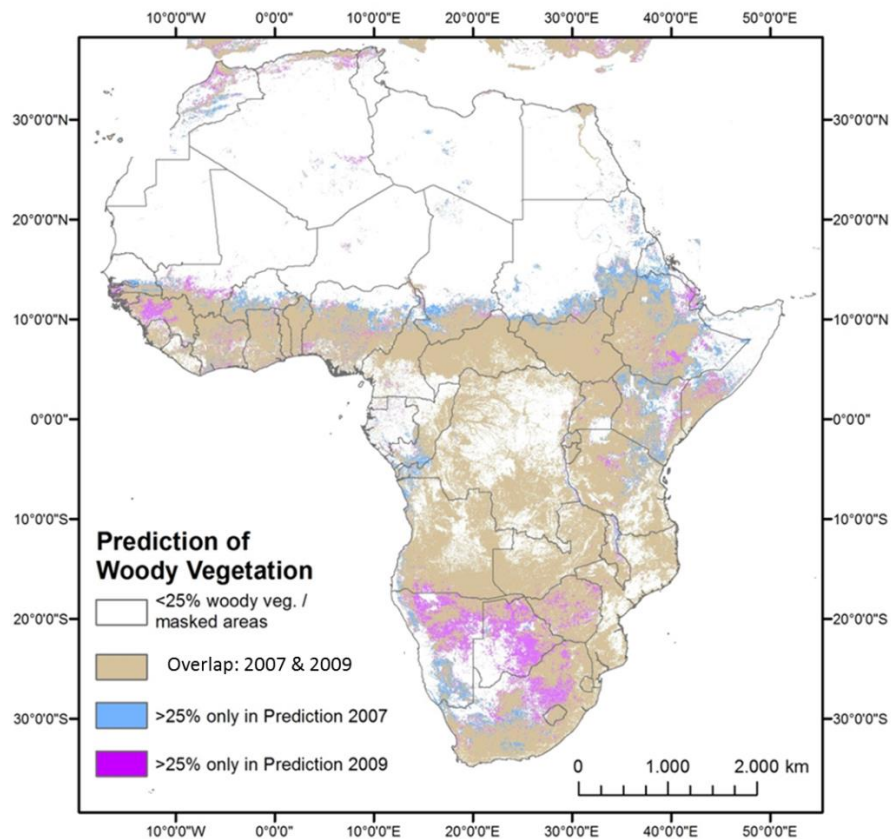 10°0'0"W 0°0'0" 10°0'0"E 20°0'0"E 30°0'0"E 40°0'0"E 50°0'0"E
30°0'0"N 30°0'0"N
20°0'0"N 20°0'0"N
10°0'0"N 10°0'0"N
0°0'0" 0°0'0"
10°0'0"S 10°0'0"S
20°0'0"S 20°0'0"S
30°0'0"S 30°0'0"S
Prediction of
Woody Vegetation
<25% woody veg. /
masked areas
Overlap: 2007 & 2009
>25% only in Prediction 2007
>25% only in Prediction 2009
0 1.000 2.000 km
10°0'0"W 0°0'0" 10°0'0"E 20°0'0"E 30°0'0"E 40°0'0"E 50°0'0"E